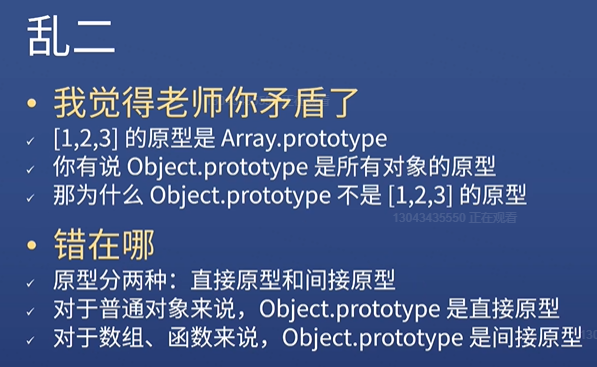 乱二
• 我觉得老师你矛盾了
✓ [1,2,3] 的原型是 Array.prototype
✓ 你有说 Object.prototype 是所有对象的原型
✓ 那为什么 Object.prototype 不是 [1,2,3] 的原型
13043435550 正在观看
• 错在哪
✓ 原型分两种：直接原型和间接原型
✓ 对于普通对象来说，Object.prototype 是直接原型
✓ 对于数组、函数来说，Object.prototype 是间接原型